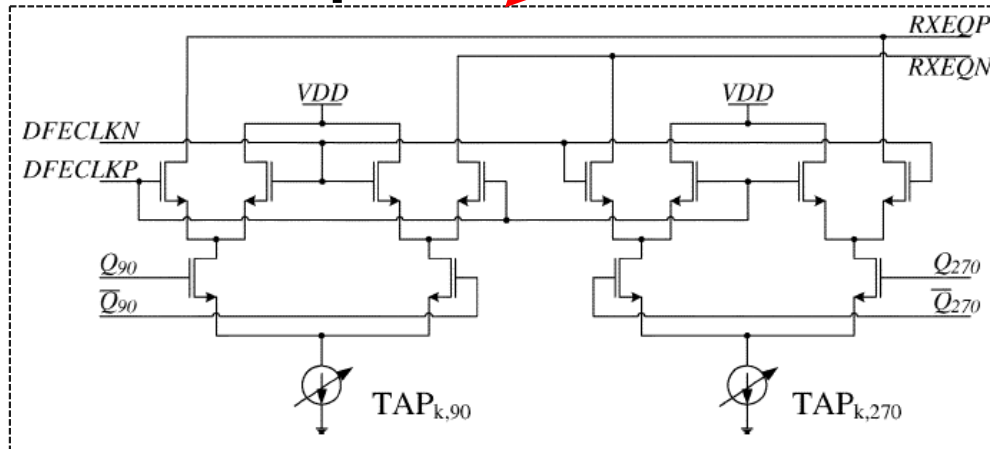 RXEQP
RXEQN
VDD VDD
DFECLKN
DFECLKP
Q90 Q270
Q̅90 Q̅270
TAPk,90 TAPk,270